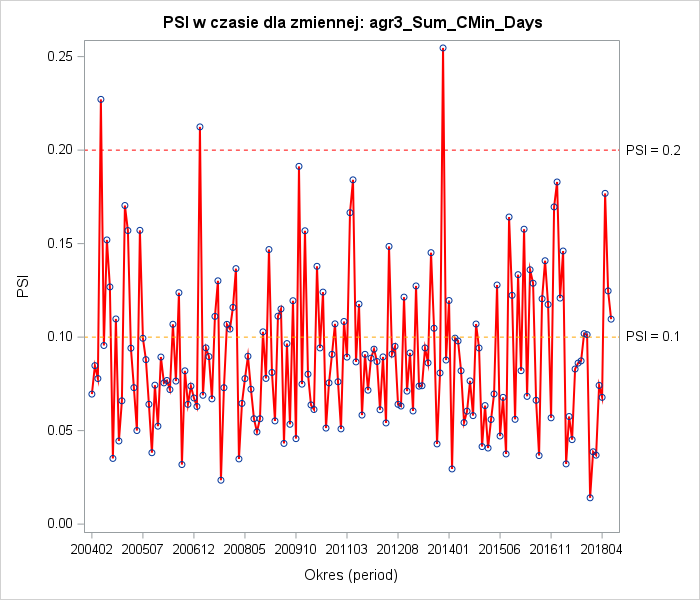 PSI w czasie dla zmiennej: agr3_Sum_CMin_Days
PSI
0.25
0.20
0.15
0.10
0.05
0.00
PSI = 0.2
PSI = 0.1
200402 200507 200612 200805 200910 201103 201208 201401 201506 201611 201804
Okres (period)